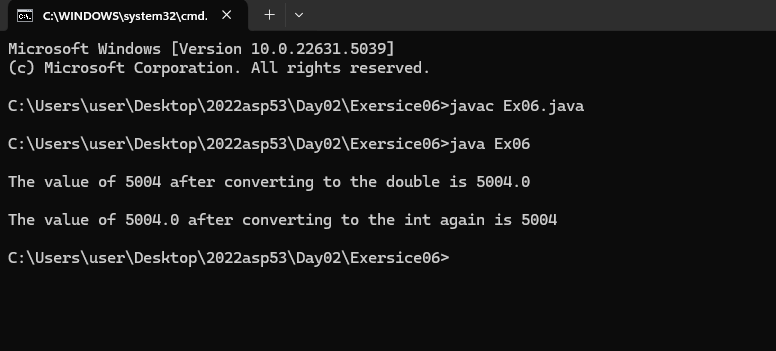 C:\WINDOWS\system32\cmd.
Microsoft Windows [Version 10.0.22631.5039]
(c) Microsoft Corporation. All rights reserved.
C:\Users\user\Desktop\2022asp53\Day02\Exersice06>javac Ex06.java
C:\Users\user\Desktop\2022asp53\Day02\Exersice06>java Ex06
The value of 5004 after converting to the double is 5004.0
The value of 5004.0 after converting to the int again is 5004
C:\Users\user\Desktop\2022asp53\Day02\Exersice06>